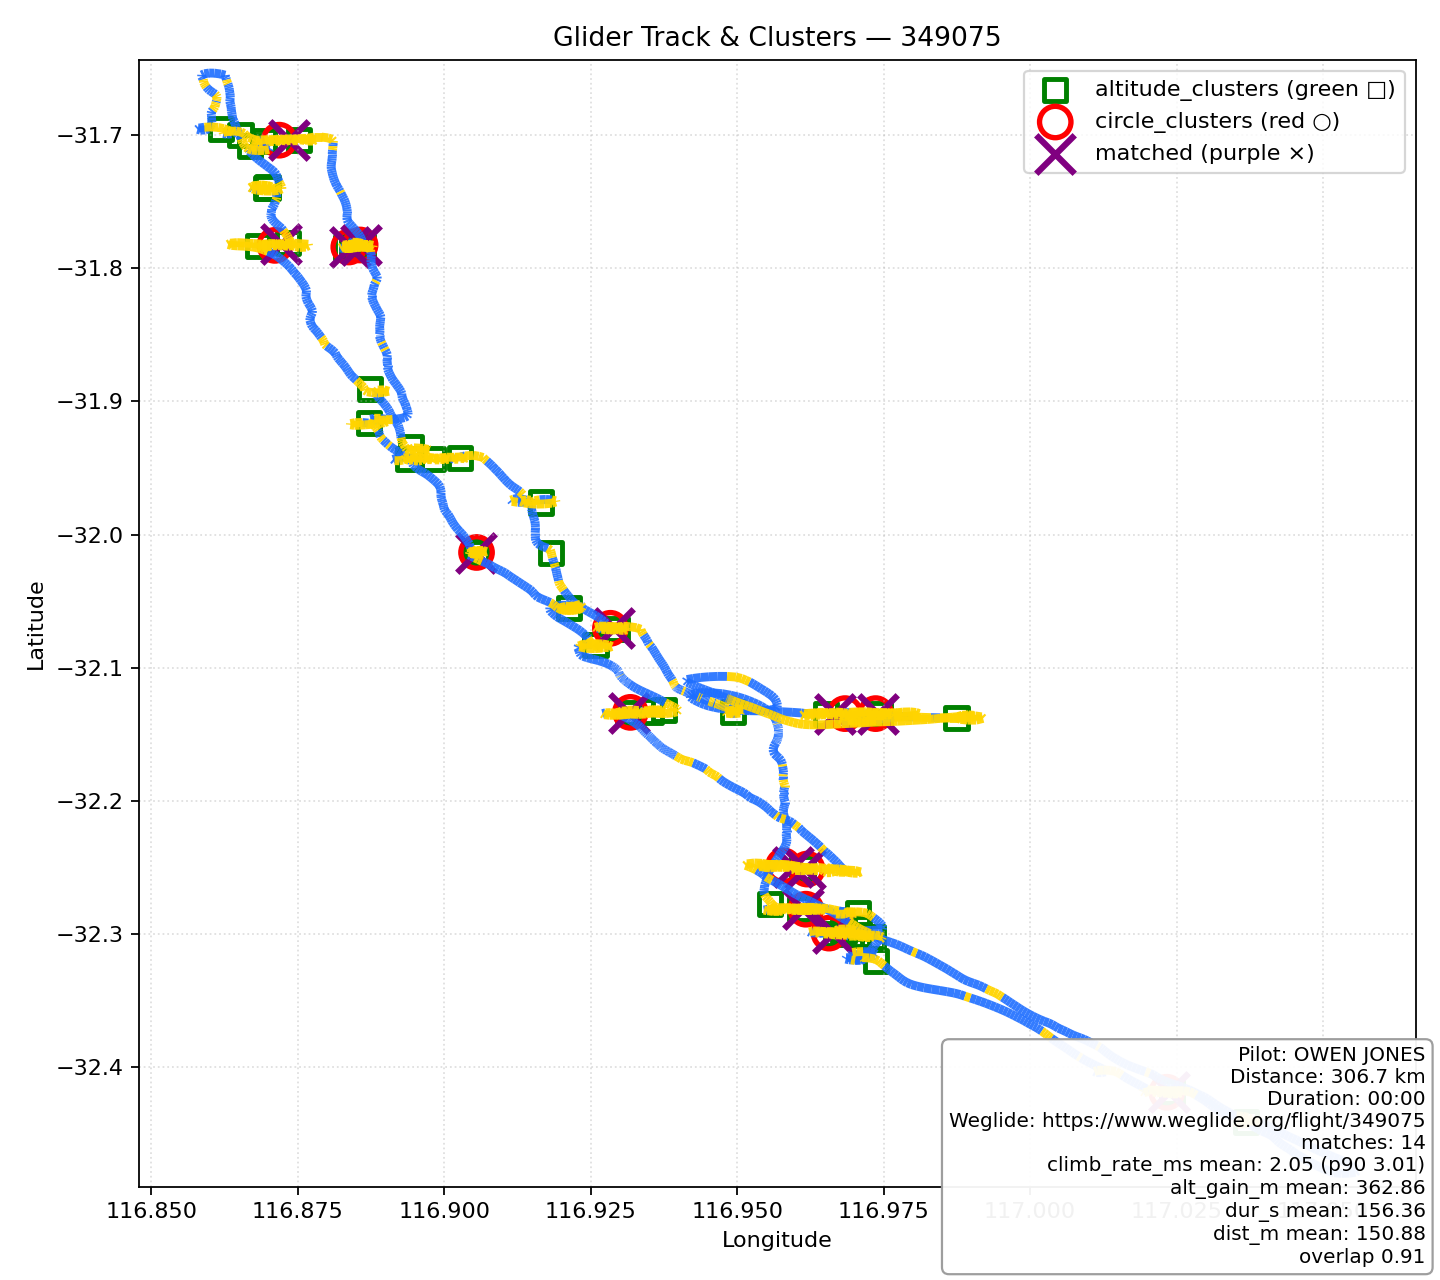 Glider Track & Clusters — 349075
altitude_clusters (green □)
circle_clusters (red ○)
matched (purple ×)
−31.7
−31.8
−31.9
−32.0
−32.1
−32.2
−32.3
−32.4
Latitude
116.850
116.875
116.900
116.925
116.950
116.975
117.000
117.025
Longitude
Pilot: OWEN JONES
Distance: 306.7 km
Duration: 00:00
Weglide: https://www.weglide.org/flight/349075
matches: 14
climb_rate_ms mean: 2.05 (p90 3.01)
alt_gain_m mean: 362.86
dur_s mean: 156.36
dist_m mean: 150.88
overlap 0.91